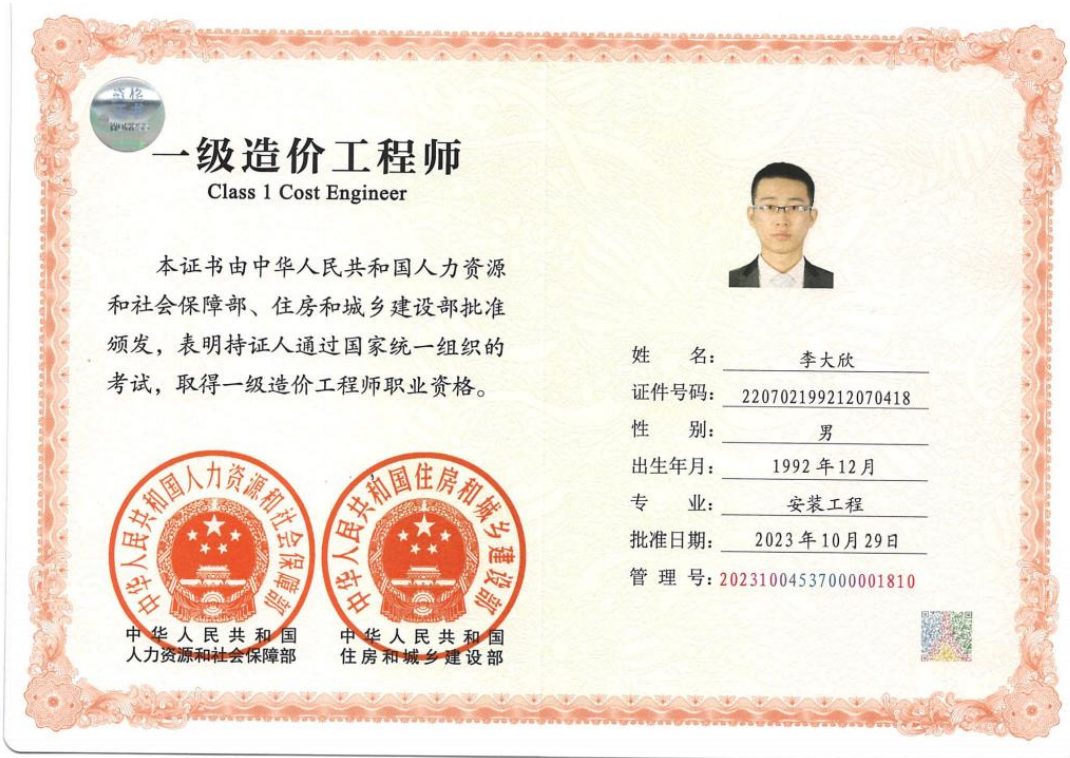 一级造价工程师
Class 1 Cost Engineer
本证书由中华人民共和国人力资源
和社会保障部、住房和城乡建设部批准
颁发，表明持证人通过国家统一组织的
考试，取得一级造价工程师职业资格。
中华人民共和国人力资源和社会保障部
中华人民共和国
人力资源和社会保障部
中华人民共和国住房和城乡建设部
中华人民共和国
住房和城乡建设部
姓 名： 李大欣
证件号码： 220702199212070418
性 别： 男
出生年月： 1992年12月
专 业： 安装工程
批准日期： 2023年10月29日
管 理 号：20231004537000001810